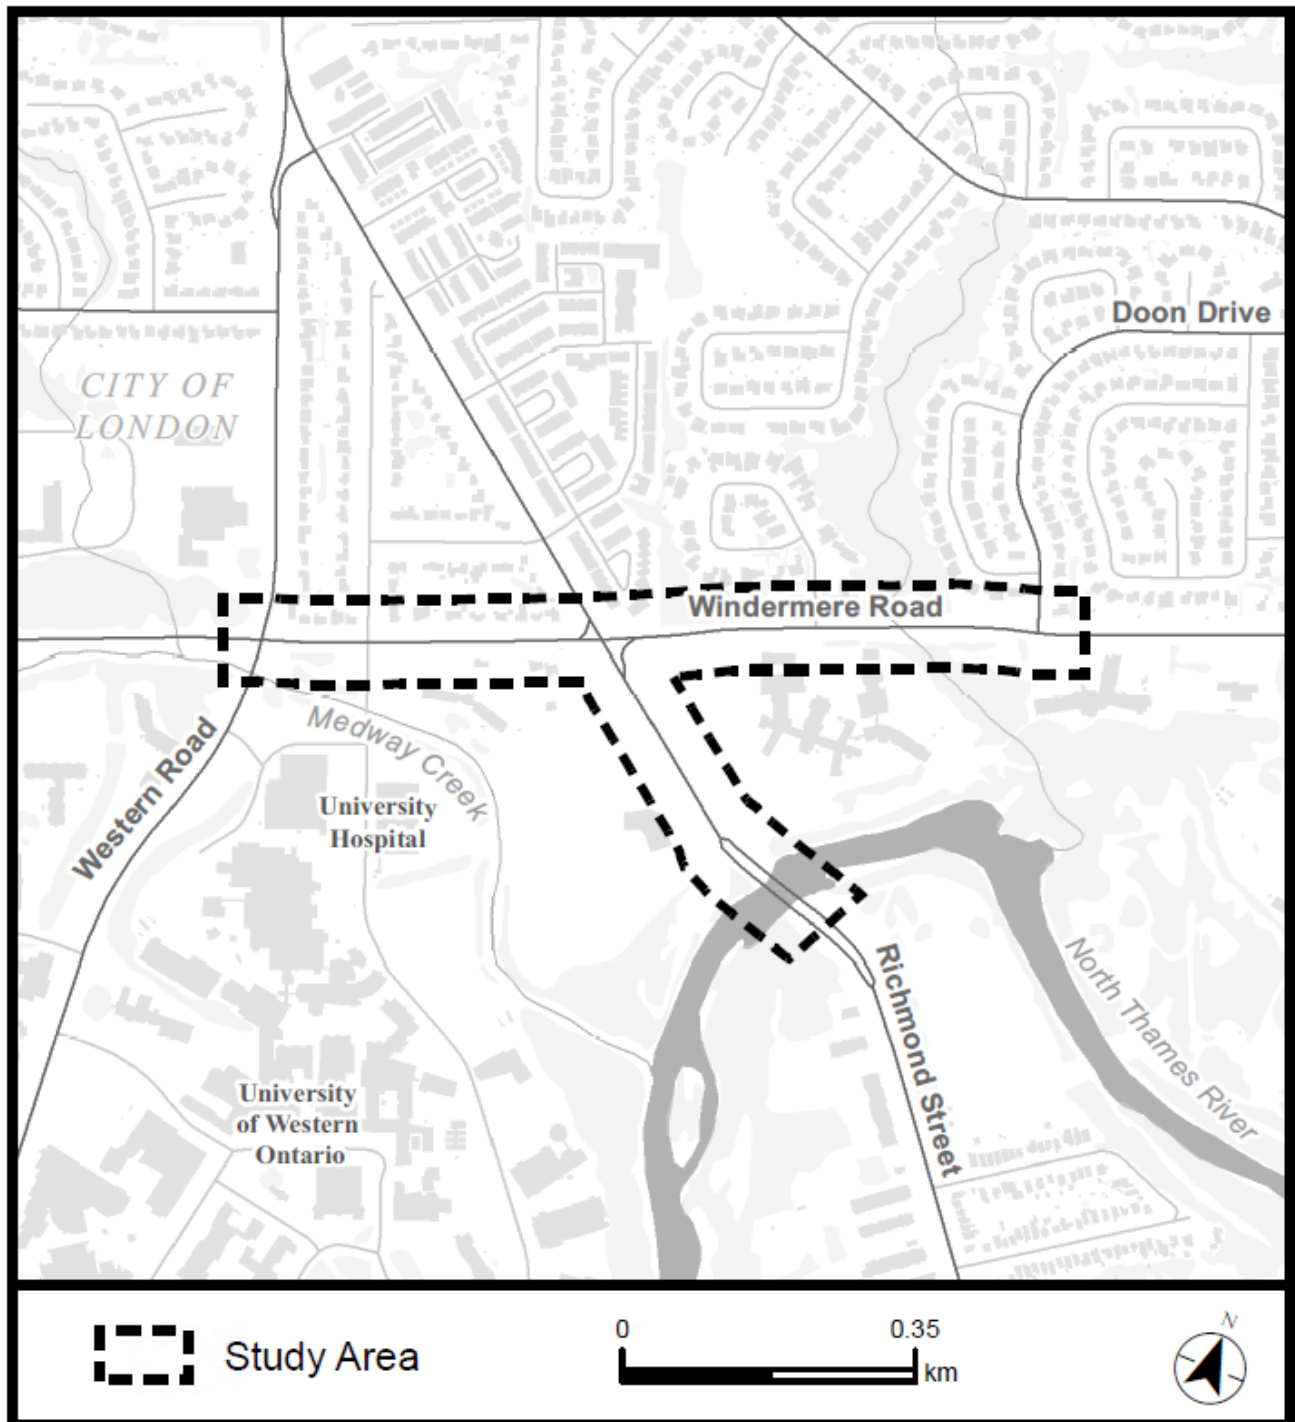 Doon Drive
CITY OF
LONDON
Windermere Road
Medway Creek
Western Road
University
Hospital
Richmond Street
North Thames River
University
of Western
Ontario
Study Area
0
0.35
km
N